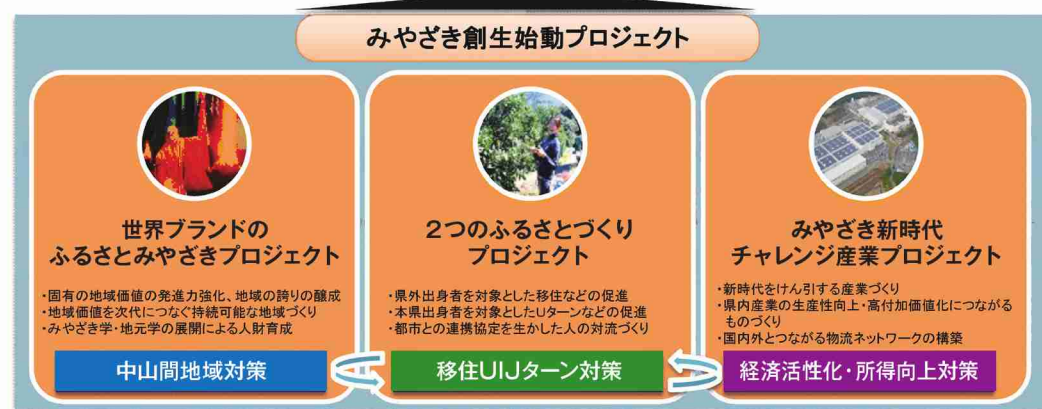 みやざき創生始動プロジェクト
世界ブランドの
ふるさとみやざきプロジェクト
・固有の地域価値の発進力強化、地域の誇りの醸成
・地域価値を次代につなぐ持続可能な地域づくり
・みやざき学・地元学の展開による人財育成
中山間地域対策
2つのふるさとづくり
プロジェクト
・県外出身者を対象とした移住などの促進
・本県出身者を対象としたUターンなどの促進
・都市との連携協定を生かした人の対流づくり
移住UIJターン対策
みやざき新時代
チャレンジ産業プロジェクト
・新時代をけん引する産業づくり
・県内産業の生産性向上・高付加価値化につながる
ものづくり
・国内外とつながる物流ネットワークの構築
経済活性化・所得向上対策